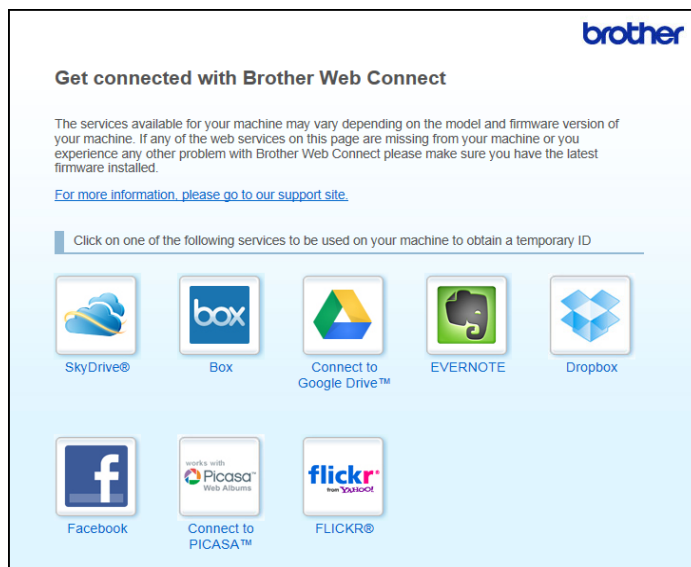 brother
Get connected with Brother Web Connect
The services available for your machine may vary depending on the model and firmware version of
your machine. If any of the web services on this page are missing from your machine or you
experience any other problem with Brother Web Connect please make sure you have the latest
firmware installed.
For more information, please go to our support site.
Click on one of the following services to be used on your machine to obtain a temporary ID
box
SkyDrive®
Box
Connect to
Google Drive™
EVERNOTE
Dropbox
f
works with
Picasa™
Web Albums
flickr®
from YAHOO!
Facebook
Connect to
PICASA™
FLICKR®